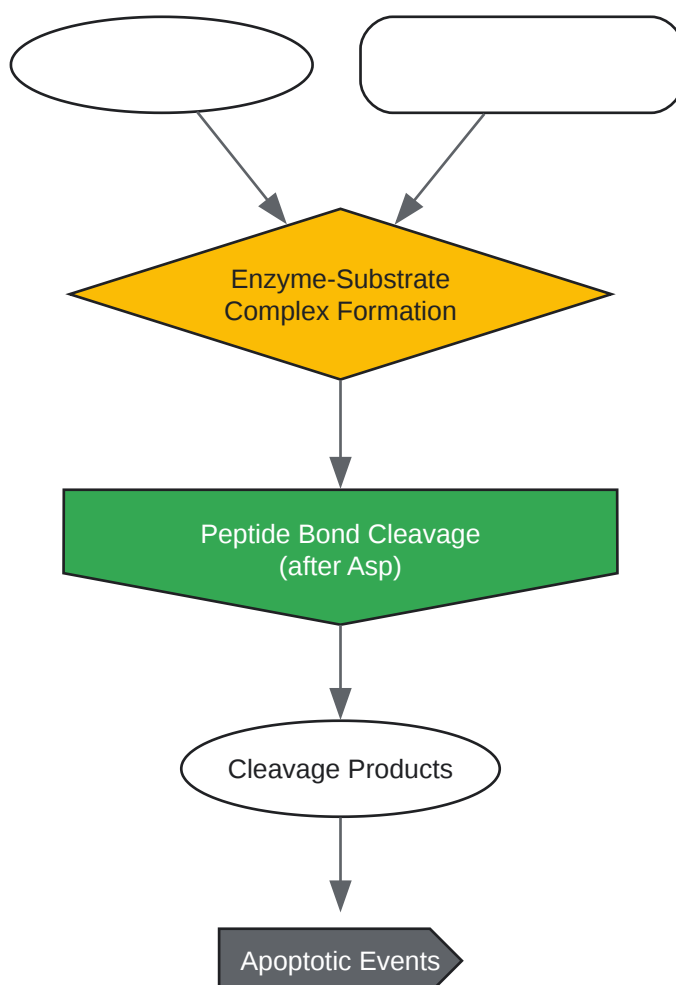 Enzyme-Substrate
Complex Formation
Peptide Bond Cleavage
(after Asp)
Cleavage Products
Apoptotic Events